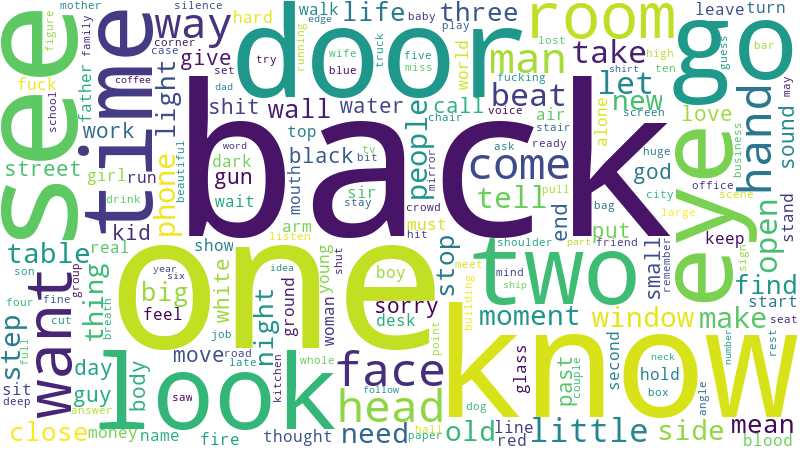 back
see
one
know
door
go
look
time
eye
two
want
way
room
man
come
hand
face
head
take
let
new
beat
tell
life
three
give
light
wall
water
call
shit
people
phone
work
street
kid
table
thing
step
day
guy
big
night
move
body
white
sorry
stop
moment
window
make
find
open
small
put
end
god
love
sound
little
side
mean
old
need
close
black
gun
dark
wait
sir
mouth
top
arm
show
real
girl
run
father
fuck
hard
walk
silence
mother
figure
family
school
case
corner
coffee
beautiful
drink
set
try
running
edge
wife
blue
dad
baby
play
five
miss
truck
lost
world
voice
chair
fucking
shirt
high
ten
guess
bar
leave
turn
may
business
air
stair
ready
screen
alone
huge
ask
pull
bag
city
office
large
scene
stand
keep
start
sign
seat
rest
number
angle
remember
friend
part
shoulder
mind
ship
meet
building
hold
second
past
couple
neck
box
dog
glass
line
red
paper
ball
point
desk
boy
young
woman
ground
shut
idea
year
six
feel
job
road
late
whole
kitchen
follow
saw
thought
fire
name
money
answer
sit
deep
full
cut
breath
fine
four
son
group
listen
stay
tv
bit
word
mirror
crowd
hit
must
blood